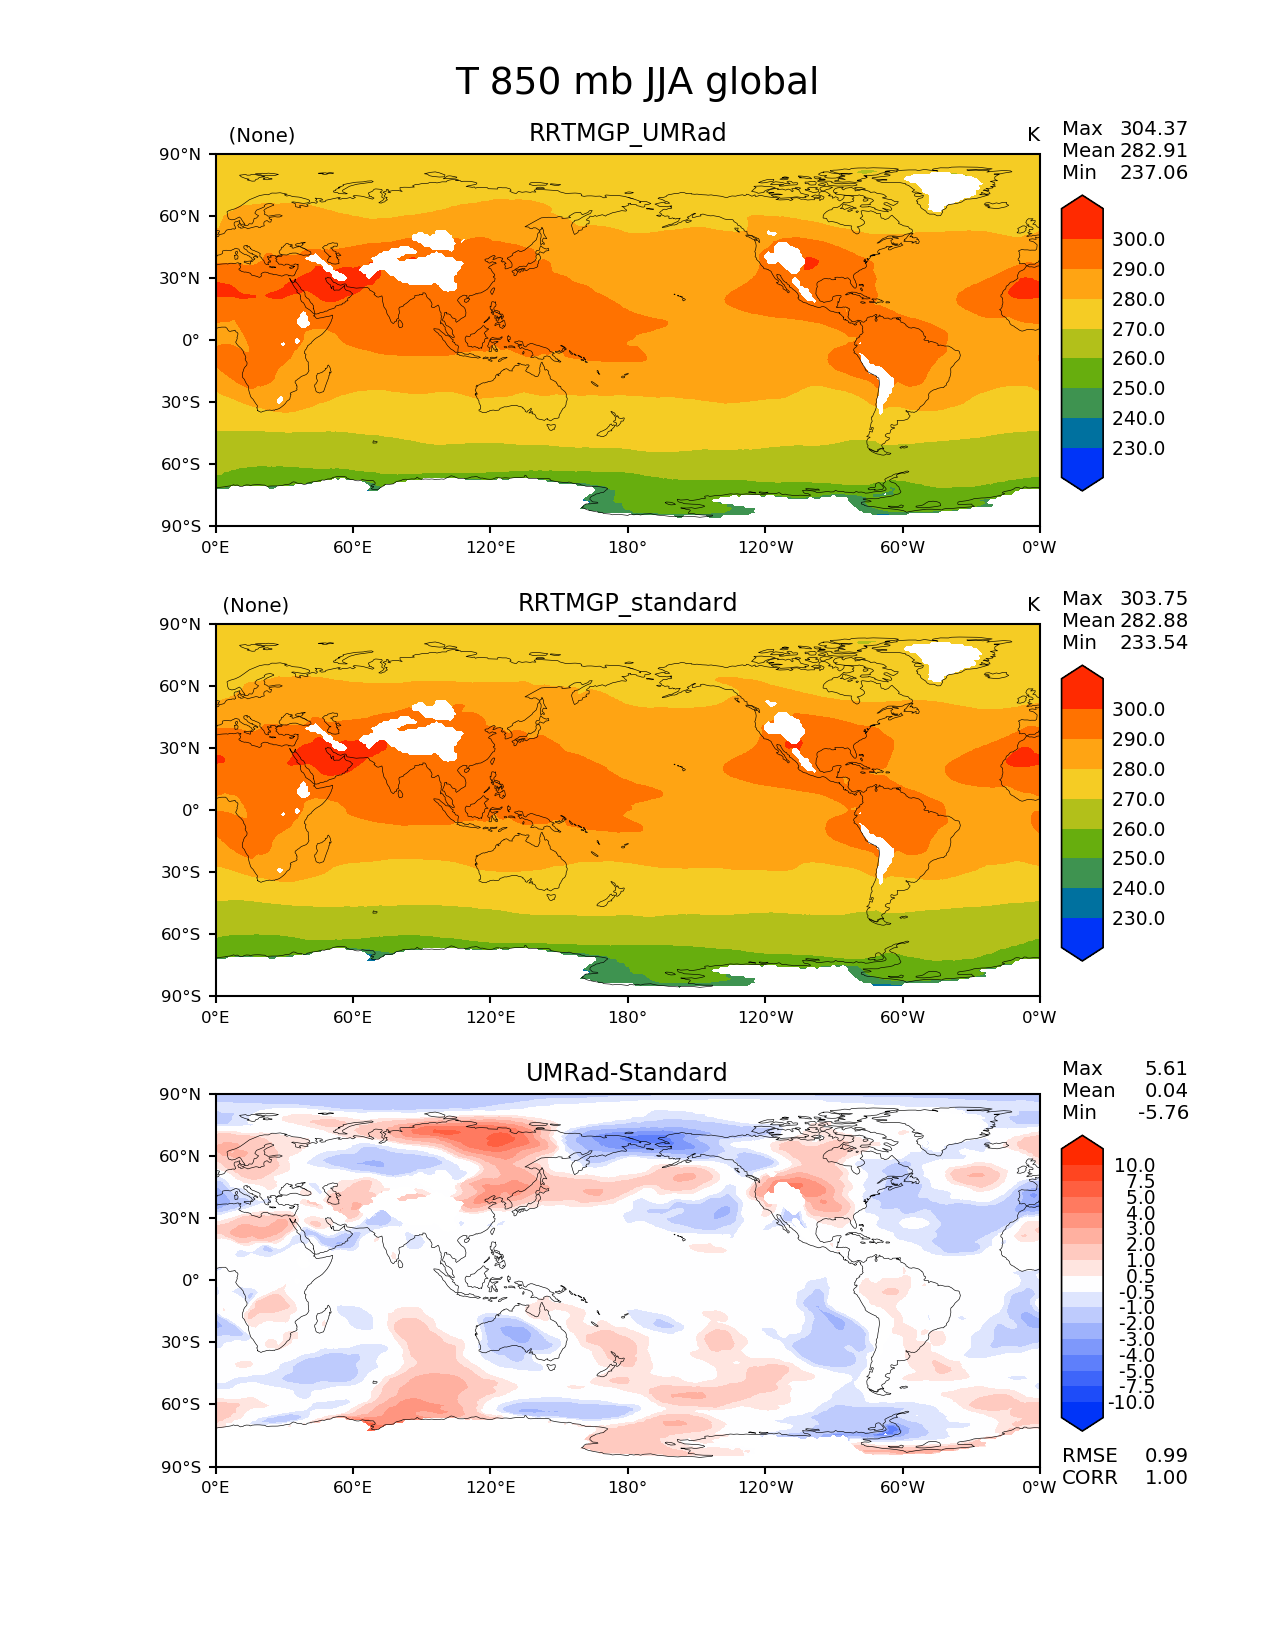 T 850 mb JJA global
(None) RRTMGP_UMRad K
Max 304.37
Mean 282.91
Min 237.06
90°N
60°N
30°N
0°
30°S
60°S
90°S
0°E 60°E 120°E 180° 120°W 60°W 0°W
300.0
290.0
280.0
270.0
260.0
250.0
240.0
230.0
(None) RRTMGP_standard K
Max 303.75
Mean 282.88
Min 233.54
90°N
60°N
30°N
0°
30°S
60°S
90°S
0°E 60°E 120°E 180° 120°W 60°W 0°W
300.0
290.0
280.0
270.0
260.0
250.0
240.0
230.0
UMRad-Standard
Max 5.61
Mean 0.04
Min -5.76
90°N
60°N
30°N
0°
30°S
60°S
90°S
0°E 60°E 120°E 180° 120°W 60°W 0°W
10.0
7.5
5.0
4.0
3.0
2.0
1.0
0.5
-0.5
-1.0
-2.0
-3.0
-4.0
-5.0
-7.5
-10.0
RMSE 0.99
CORR 1.00